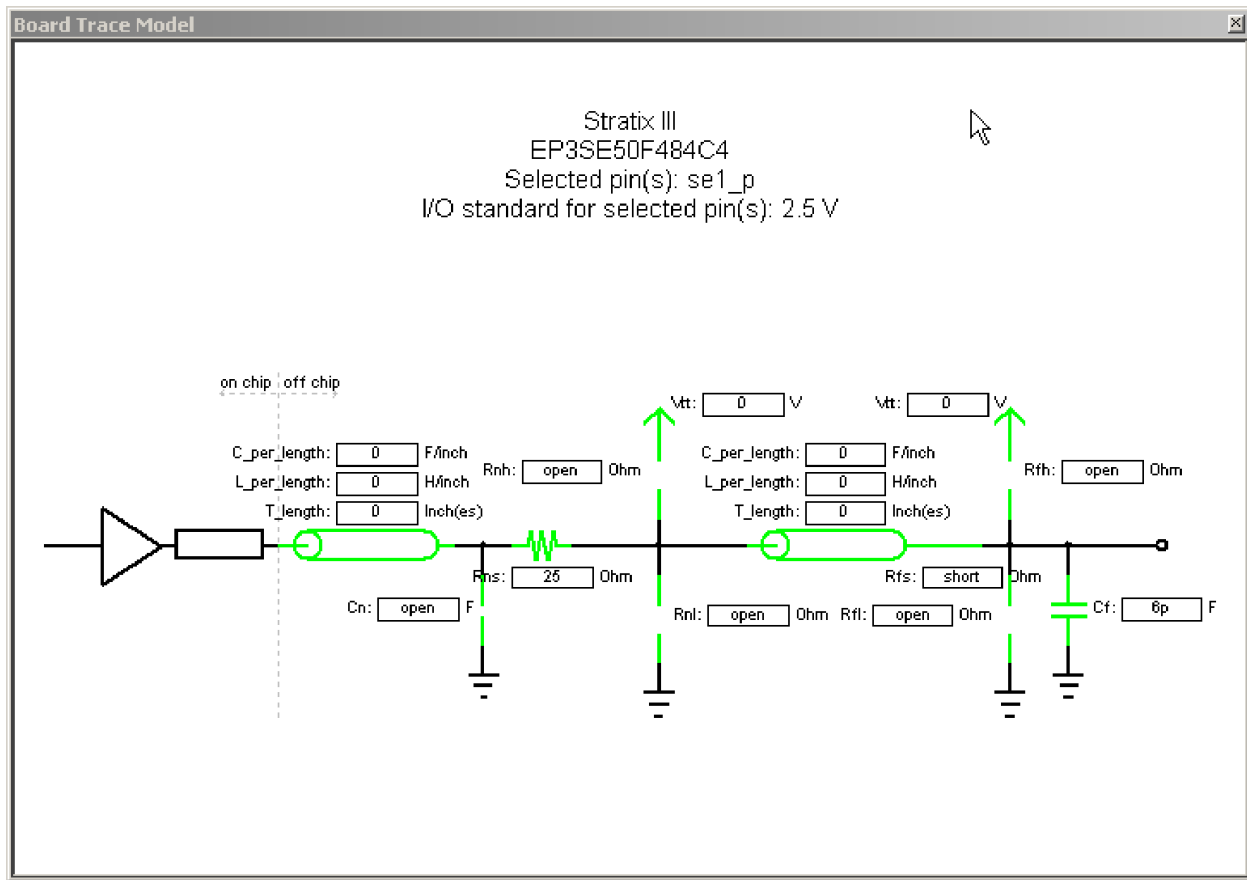 Board Trace Model
Stratix III
EP3SE50F484C4
Selected pin(s): se1_p
I/O standard for selected pin(s): 2.5 V
on chip off chip
Vtt: 0 V
Vtt: 0 V
C_per_length: 0 F/inch
L_per_length: 0 H/inch
T_length: 0 Inch(es)
Rnh: open Ohm
C_per_length: 0 F/inch
L_per_length: 0 H/inch
T_length: 0 Inch(es)
Rfh: open Ohm
Rns: 25 Ohm
Rfs: short Ohm
Cn: open F
Rnl: open Ohm
Rfl: open Ohm
Cf: 6p F